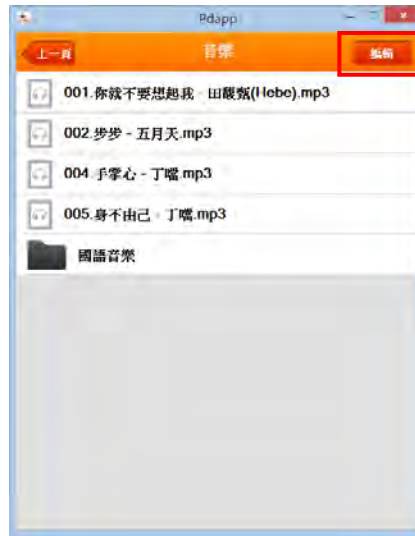 Pdapp
上一頁 音樂 編輯
001.你就不要想起我 - 田馥甄(Hebe).mp3
002.步步 - 五月天.mp3
004.手掌心 - 丁噹.mp3
005.身不由己 - 丁噹.mp3
國語音樂